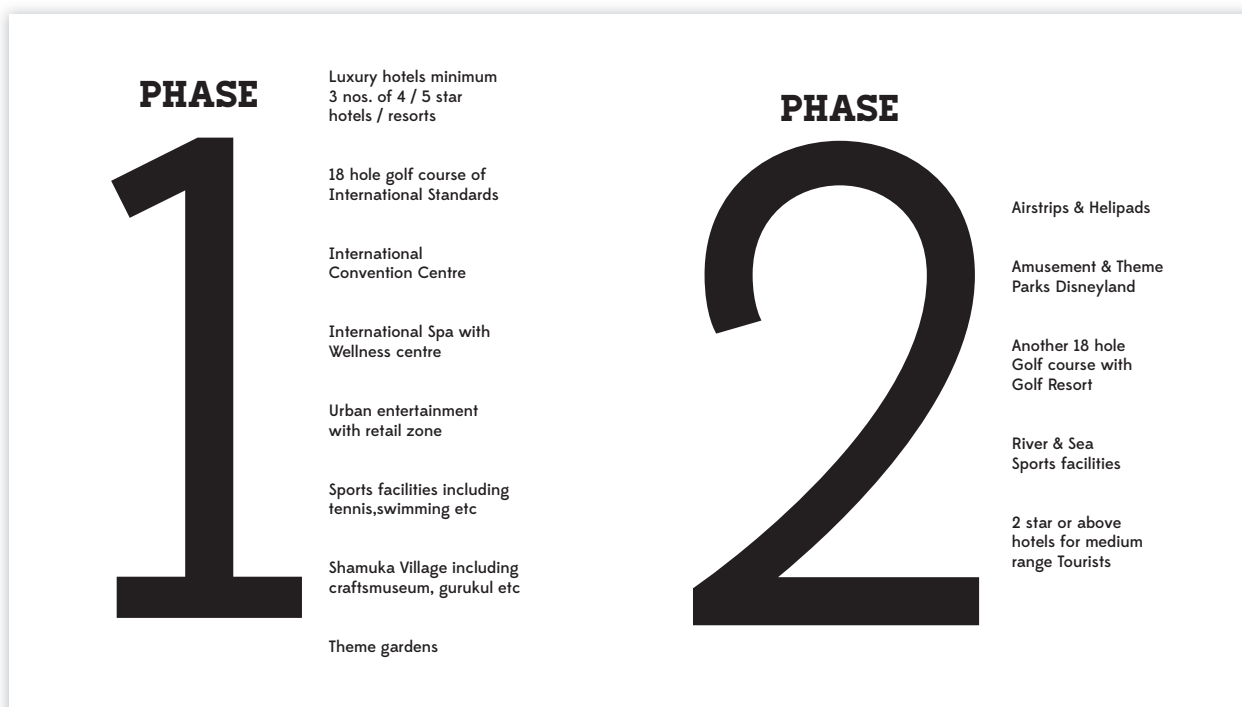 PHASE
1
Luxury hotels minimum
3 nos. of 4 / 5 star
hotels / resorts
18 hole golf course of
International Standards
International
Convention Centre
International Spa with
Wellness centre
Urban entertainment
with retail zone
Sports facilities including
tennis,swimming etc
Shamuka Village including
craftsmuseum, gurukul etc
Theme gardens
PHASE
2
Airstrips & Helipads
Amusement & Theme
Parks Disneyland
Another 18 hole
Golf course with
Golf Resort
River & Sea
Sports facilities
2 star or above
hotels for medium
range Tourists